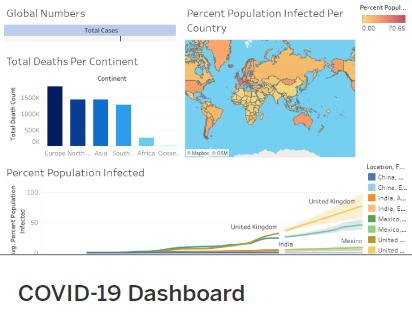 Global Numbers
Total Cases
Total Deaths Per Continent
Continent
Total Death Count
1500K
1000K
500K
0K
Europe North... Asia South... Africa Ocean...
Percent Population Infected Per
Country
© Mapbox © OSM
Percent Popul...
0.00 70.65
Percent Population Infected
Avg. Percent Population
Infected
100
50
0
United Kingdom
United Kingdom
India
Mexico
Location, F...
China, ...
China, E...
India, A...
India, E...
Mexico,...
Mexico,...
United ...
United ...
COVID-19 Dashboard